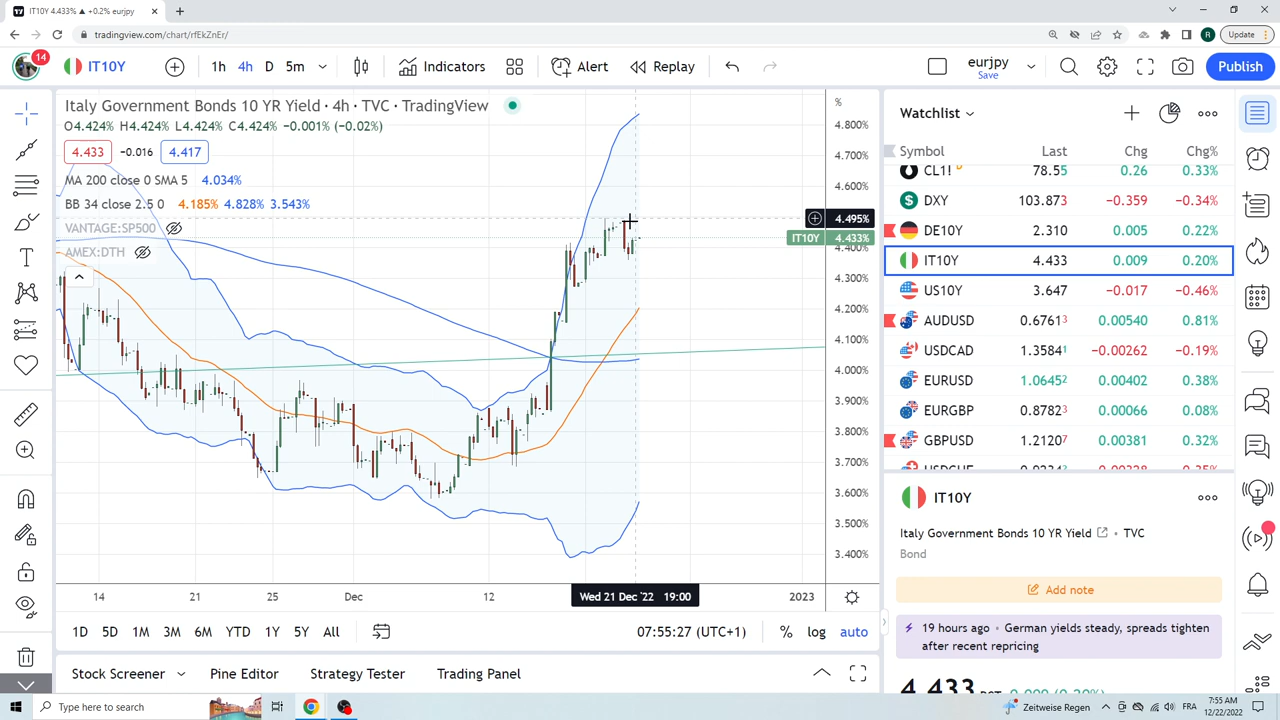 IT10Y 4.433% ▲ +0.2% eurjpy
tradingview.com/chart/rfEkZnEr/
Update
14
IT10Y
1h 4h D 5m
Indicators
Alert
Replay
eurjpy
Save
Publish
Italy Government Bonds 10 YR Yield · 4h · TVC · TradingView
O4.424% H4.424% L4.424% C4.424% −0.001% (−0.02%)
4.433 −0.016 4.417
MA 200 close 0 SMA 5 4.034%
BB 34 close 2.5 0 4.185% 4.828% 3.543%
VANTAGE:SP500
AMEX:DTH
%
4.800%
4.700%
4.600%
4.495%
IT10Y 4.433%
4.400%
4.300%
4.200%
4.100%
4.000%
3.900%
3.800%
3.700%
3.600%
3.500%
3.400%
14 21 25 Dec 12 Wed 21 Dec '22 19:00 2023
1D 5D 1M 3M 6M YTD 1Y 5Y All
07:55:27 (UTC+1) % log auto
Stock Screener Pine Editor Strategy Tester Trading Panel
Watchlist
Symbol Last Chg Chg%
CL1! D 78.55 0.26 0.33%
DXY 103.873 −0.359 −0.34%
DE10Y 2.310 0.005 0.22%
IT10Y 4.433 0.009 0.20%
US10Y 3.647 −0.017 −0.46%
AUDUSD 0.67613 0.00540 0.81%
USDCAD 1.35841 −0.00262 −0.19%
EURUSD 1.06452 0.00402 0.38%
EURGBP 0.87823 0.00066 0.08%
GBPUSD 1.21207 0.00381 0.32%
IT10Y
Italy Government Bonds 10 YR Yield • TVC
Bond
Add note
19 hours ago • German yields steady, spreads tighten
after recent repricing
4.433
Type here to search
Zeitweise Regen
FRA
7:55 AM
12/22/2022